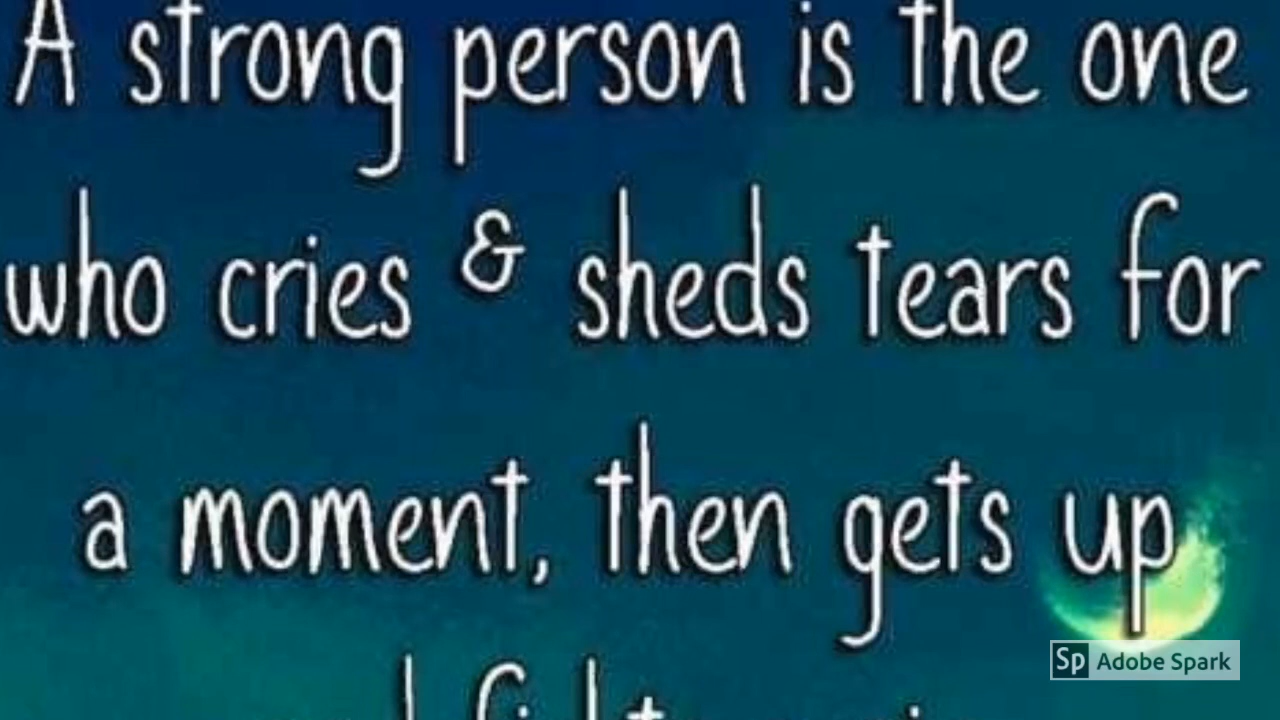 A strong person is the one
who cries & sheds tears for
a moment, then gets up
Sp Adobe Spark